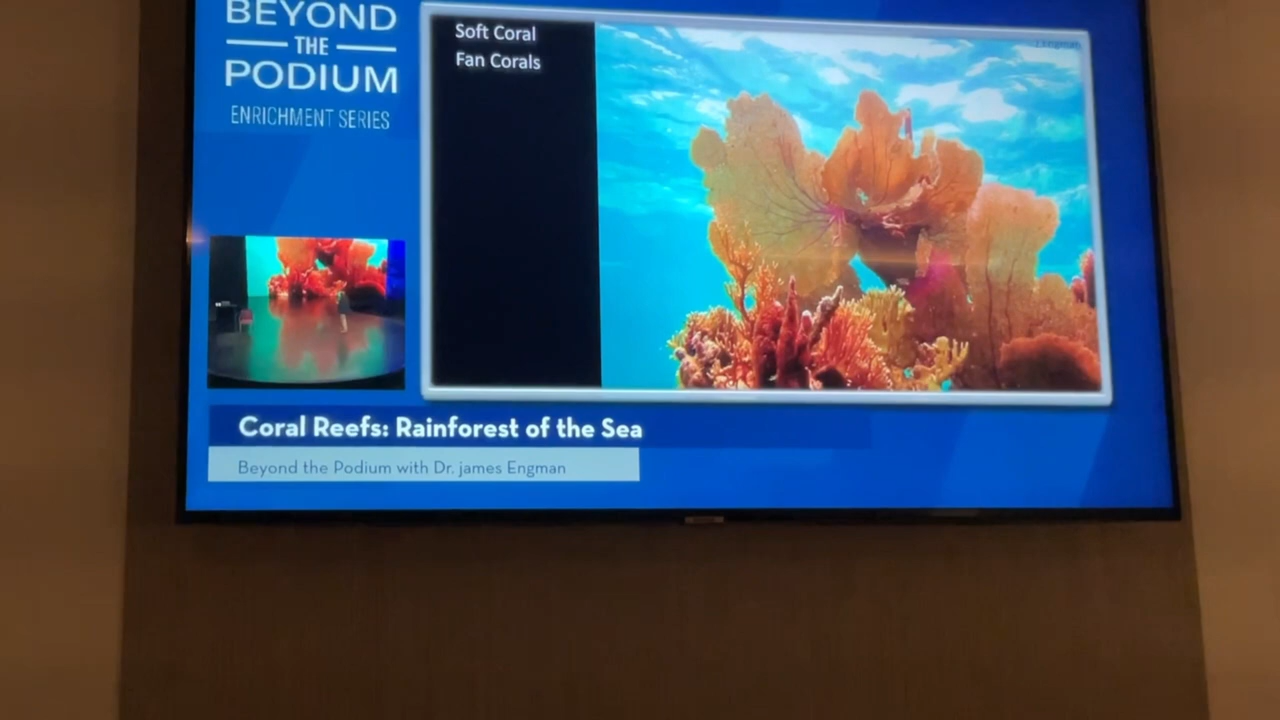 BEYOND
THE
PODIUM
ENRICHMENT SERIES
Soft Coral
Fan Corals
Coral Reefs: Rainforest of the Sea
Beyond the Podium with Dr. james Engman